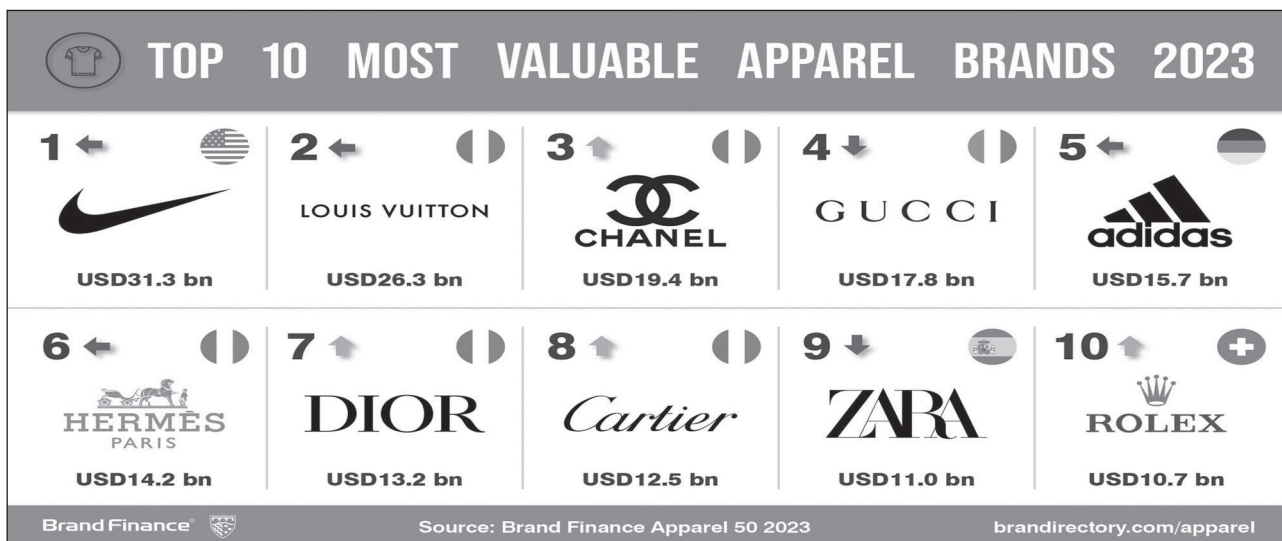 TOP 10 MOST VALUABLE APPAREL BRANDS 2023
1 2 3 4 5
LOUIS VUITTON
CHANEL
GUCCI
adidas
USD31.3 bn USD26.3 bn USD19.4 bn USD17.8 bn USD15.7 bn
6 7 8 9 10
HERMÈS
PARIS
DIOR
Cartier
ZARA
ROLEX
USD14.2 bn USD13.2 bn USD12.5 bn USD11.0 bn USD10.7 bn
Brand Finance® Source: Brand Finance Apparel 50 2023 brandirectory.com/apparel